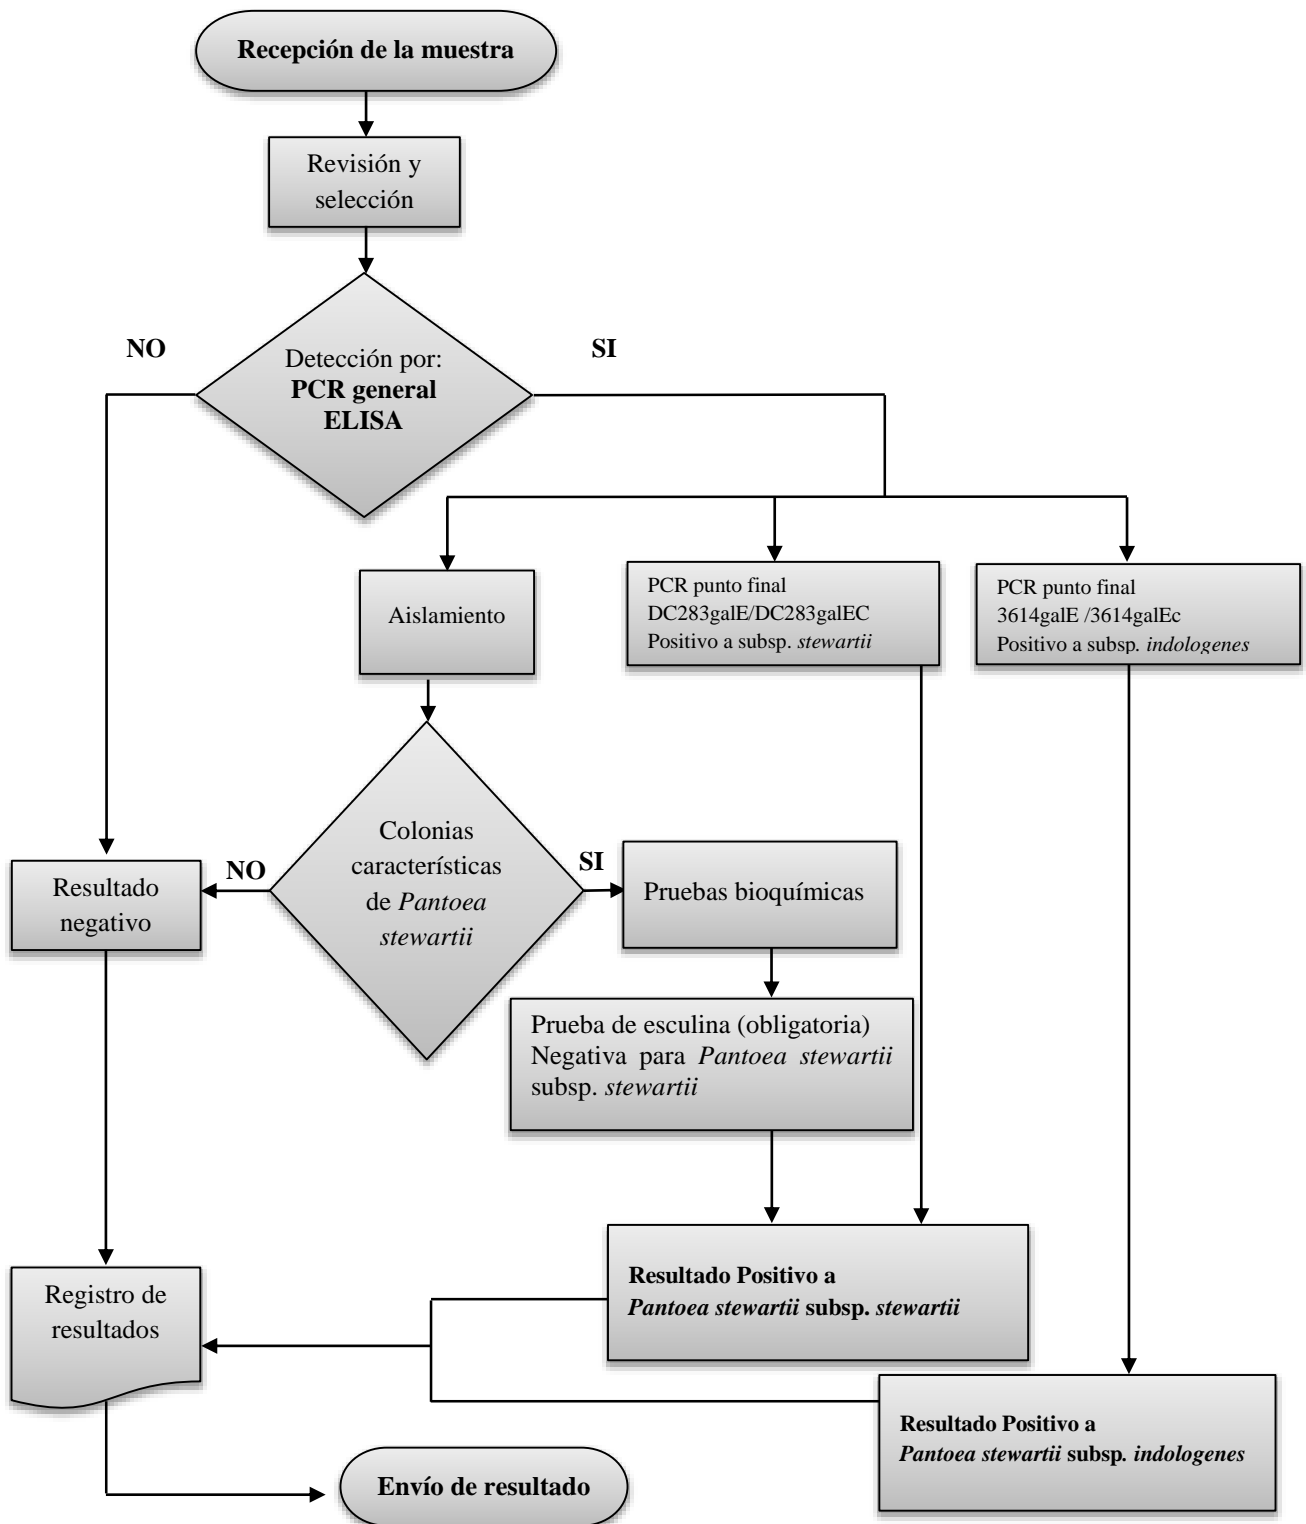 Recepción de la muestra
Revisión y
selección
NO
SI
Detección por:
PCR general
ELISA
Aislamiento
PCR punto final
DC283galE/DC283galEC
Positivo a subsp. stewartii
PCR punto final
3614galE /3614galEc
Positivo a subsp. indologenes
Colonias
características
de Pantoea
stewartii
NO
SI
Resultado
negativo
Pruebas bioquímicas
Prueba de esculina (obligatoria)
Negativa para Pantoea stewartii
subsp. stewartii
Resultado Positivo a
Pantoea stewartii subsp. stewartii
Registro de
resultados
Resultado Positivo a
Pantoea stewartii subsp. indologenes
Envío de resultado